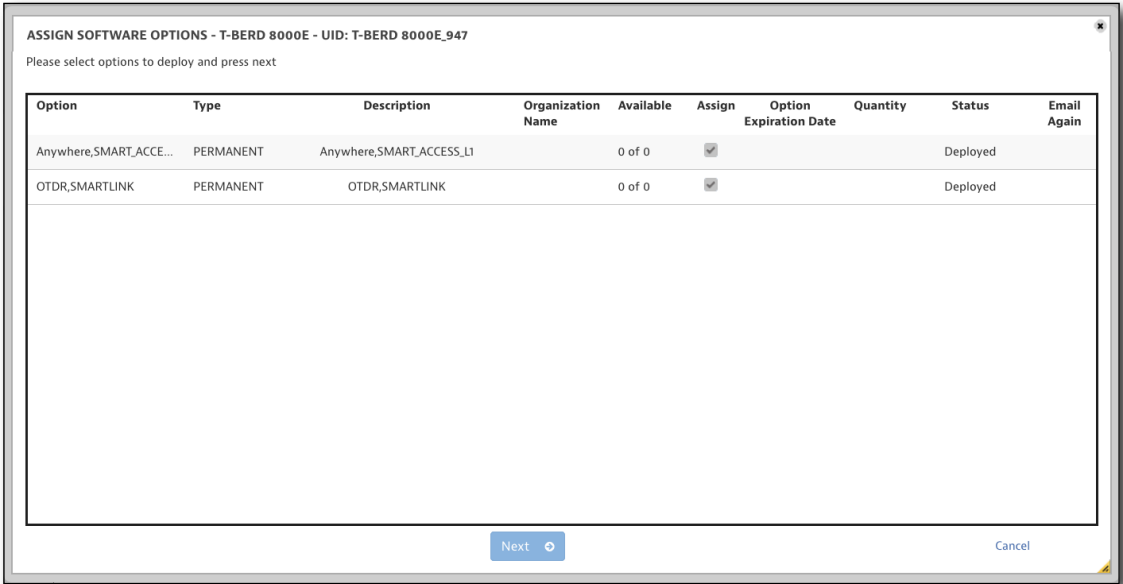 ASSIGN SOFTWARE OPTIONS - T-BERD 8000E - UID: T-BERD 8000E_947
Please select options to deploy and press next
Option Type Description Organization Name Available Assign Option Expiration Date Quantity Status Email Again
Anywhere,SMART_ACCE... PERMANENT Anywhere,SMART_ACCESS_L1 0 of 0 Deployed
OTDR,SMARTLINK PERMANENT OTDR,SMARTLINK 0 of 0 Deployed
Next Cancel